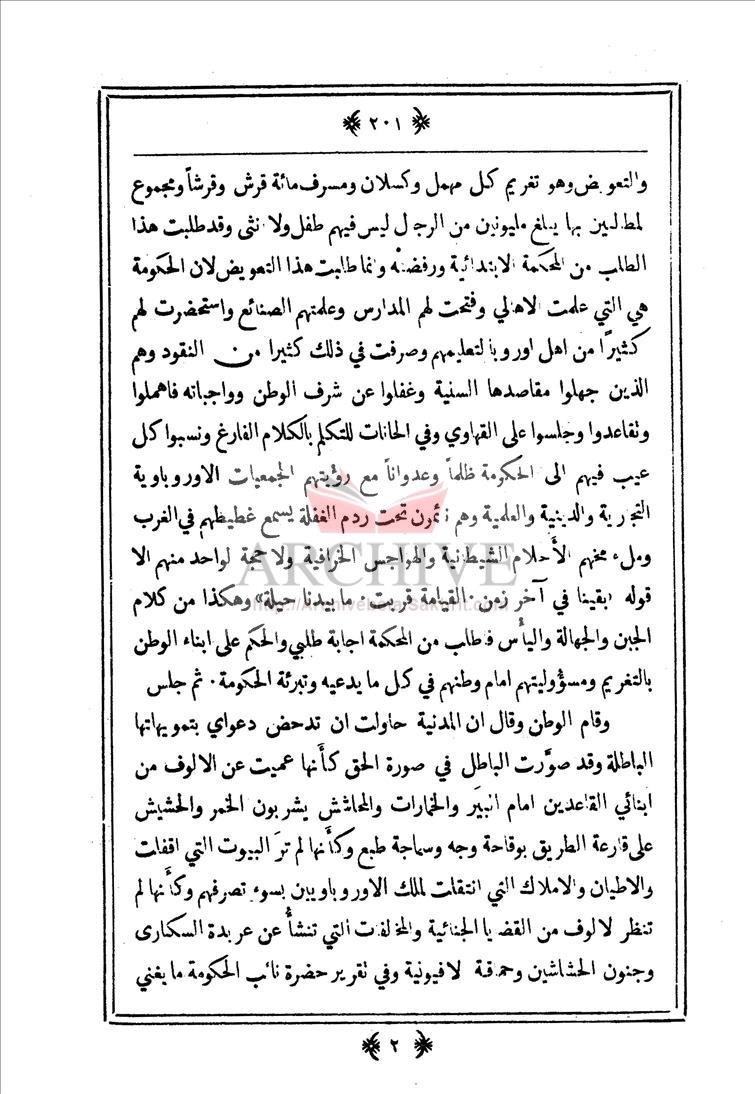 ٢٠١
والتعويض وهو تغريم كل مهمل وكسلان ومسرف مائة قرش وقرشاً ومجموع
لمطالبين بها يبلغ مليونين من الرجال ليس فيهم طفل ولا نثى وقد طلبت هذا
الطلب من المحكمة الابتدائية ورفضته وانما طلبت هذا التعويض لان الحكومة
هي التي علمت الاهالي وفتحت لهم المدارس وعلمتهم الصنائع واستحضرت لهم
كثيرًا من اهل اوروبا لتعليمهم وصرفت في ذلك كثيرا من النقود وهم
الذين جهلوا مقاصدها السنية وغفلوا عن شرف الوطن وواجباته فاهملوا
وتقاعدوا وجلسوا على القهاوي وفي الحانات للتكلم بالكلام الفارغ ونسبوا كل
عيب فيهم الى الحكومة ظلماً وعدواناً مع رؤيتهم الجمعيات الاوروباوية
التجارية والدينية والعلمية وهم نائمون تحت ردم الغفلة يسمع غطيطهم في الغرب
وملء مخهم الأحلام الشيطانية والهواجس الخرافية ولا حجة لواحد منهم الا
قوله «بقينا في آخر زمن ٠ القيامة قربت ٠ ما بيدنا حيلة» وهكذا من كلام
الجبن والجهالة واليأس فاطلب من المحكمة اجابة طلبي والحكم على ابناء الوطن
بالتغريم ومسؤوليتهم امام وطنهم في كل ما يدعيه وتبرئة الحكومة ٠ ثم جلس
وقام الوطن وقال ان المدنية حاولت ان تدحض دعواي بتمويهاتها
الباطلة وقد صوَّرت الباطل في صورة الحق كأنها عميت عن الالوف من
ابنائي القاعدين امام البيَر والخمارات والمحاشش يشربون الخمر والحشيش
على قارعة الطريق بوقاحة وجه وسماجة طبع وكأنها لم ترَ البيوت التي اقفلت
والاطيان والاملاك التي انتقلت لملك الاوروباويين بسوء تصرفهم وكأنها لم
تنظر لالوف من القضايا الجنائية والمخالفات التي تنشأُ عن عربدة السكارى
وجنون الحشاشين وحماقة لافيونية وفي تقرير حضرة نائب الحكومة ما يغني
٢
ARCHIVE